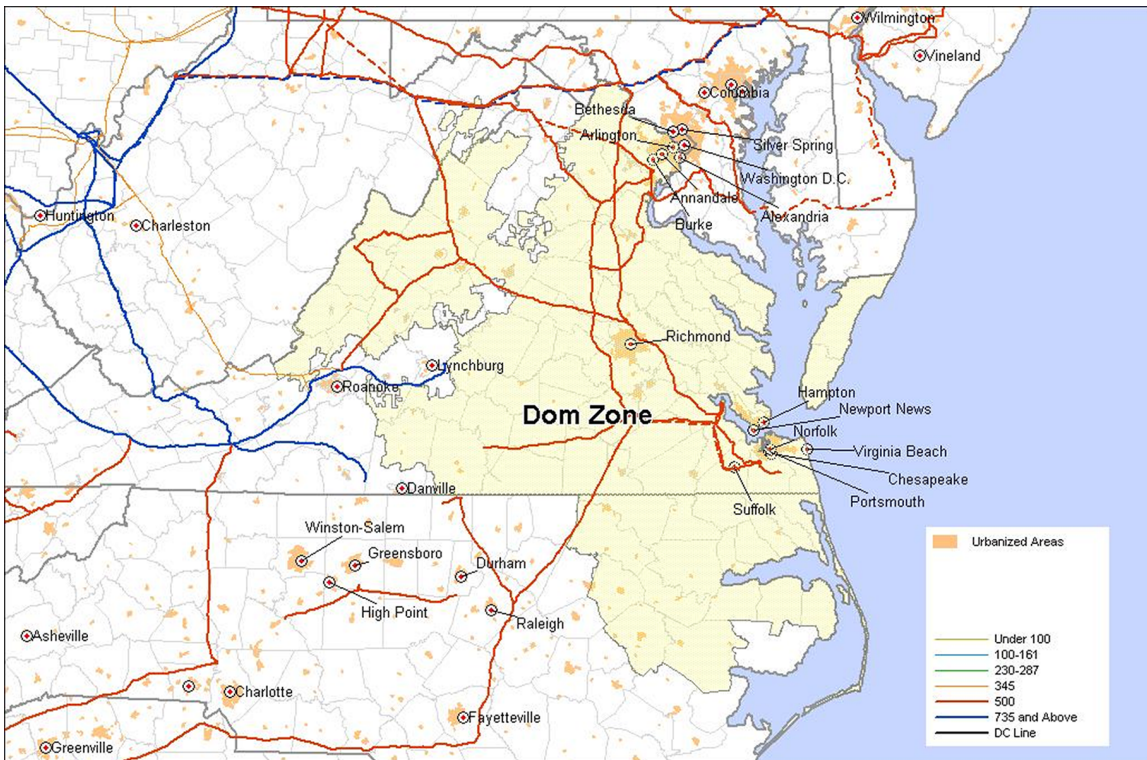 Wilmington
Vineland
Columbia
Bethesda
Arlington
Silver Spring
Washington D.C.
Annandale
Alexandria
Burke
Huntington
Charleston
Richmond
Lynchburg
Roanoke
Dom Zone
Hampton
Newport News
Norfolk
Virginia Beach
Chesapeake
Portsmouth
Suffolk
Danville
Winston-Salem
Greensboro
Durham
High Point
Raleigh
Asheville
Charlotte
Fayetteville
Greenville
Urbanized Areas
Under 100
100-161
230-287
345
500
735 and Above
DC Line